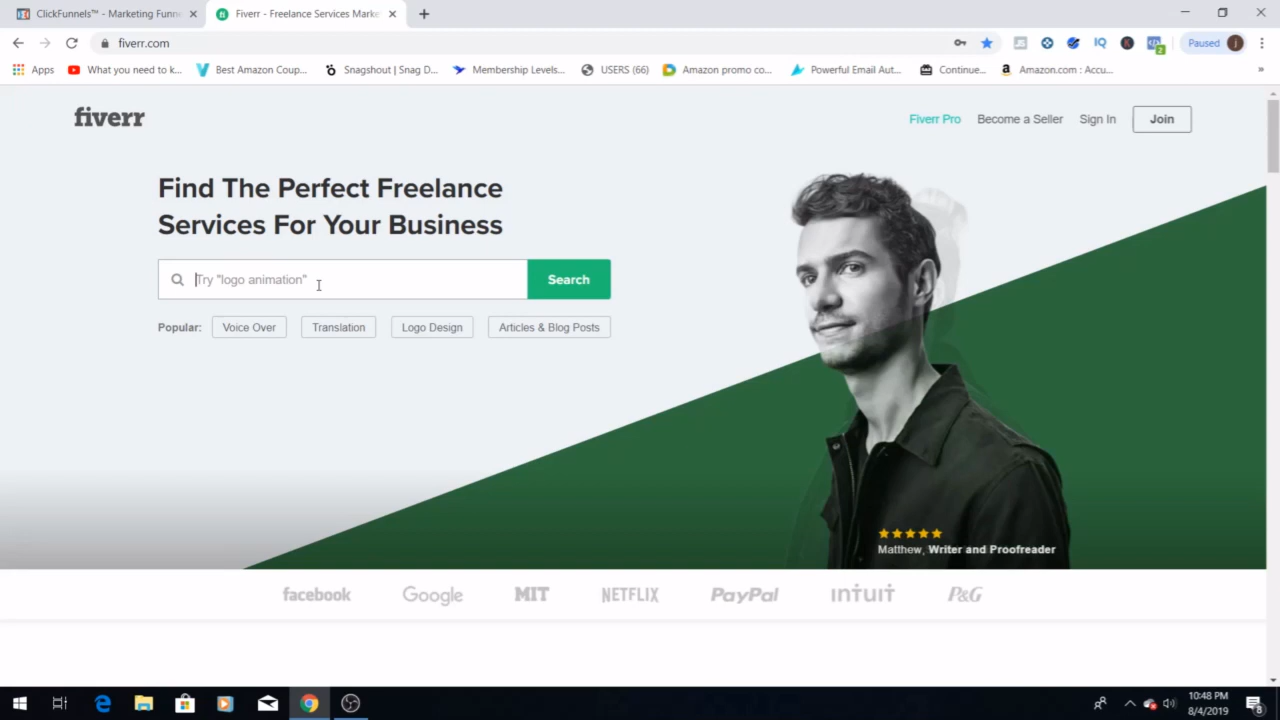 ClickFunnels™ - Marketing Funne
Fiverr - Freelance Services Marke
fiverr.com
Paused
Apps
What you need to k...
Best Amazon Coup...
Snagshout | Snag D...
Membership Levels...
USERS (66)
Amazon promo co...
Powerful Email Aut...
Continue...
Amazon.com : Accu...
»
fiverr
Fiverr Pro
Become a Seller
Sign In
Join
Find The Perfect Freelance
Services For Your Business
Try "logo animation"
Search
Popular:
Voice Over
Translation
Logo Design
Articles & Blog Posts
Matthew, Writer and Proofreader
facebook
Google
MIT
NETFLIX
PayPal
intuit
P&G
10:48 PM
8/4/2019
8